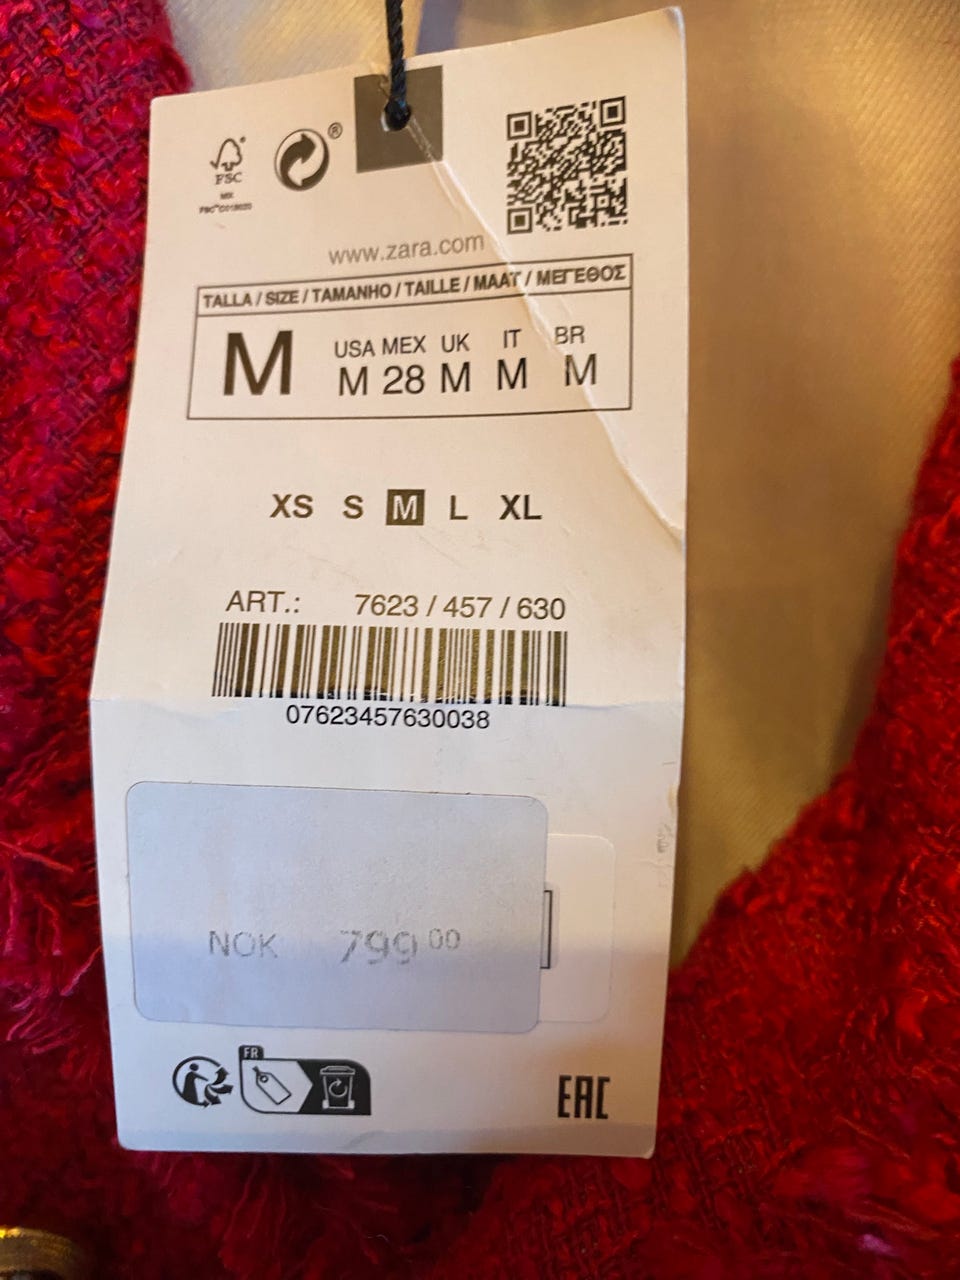 FSC
MIX
®
www.zara.com
TALLA / SIZE / TAMANHO / TAILLE / MAAT / ΜΕΓΕΘΟΣ
M
USA MEX UK IT BR
M 28 M M M
XS S M L XL
ART.: 7623 / 457 / 630
07623457630038
NOK 799 00
FR
EAC